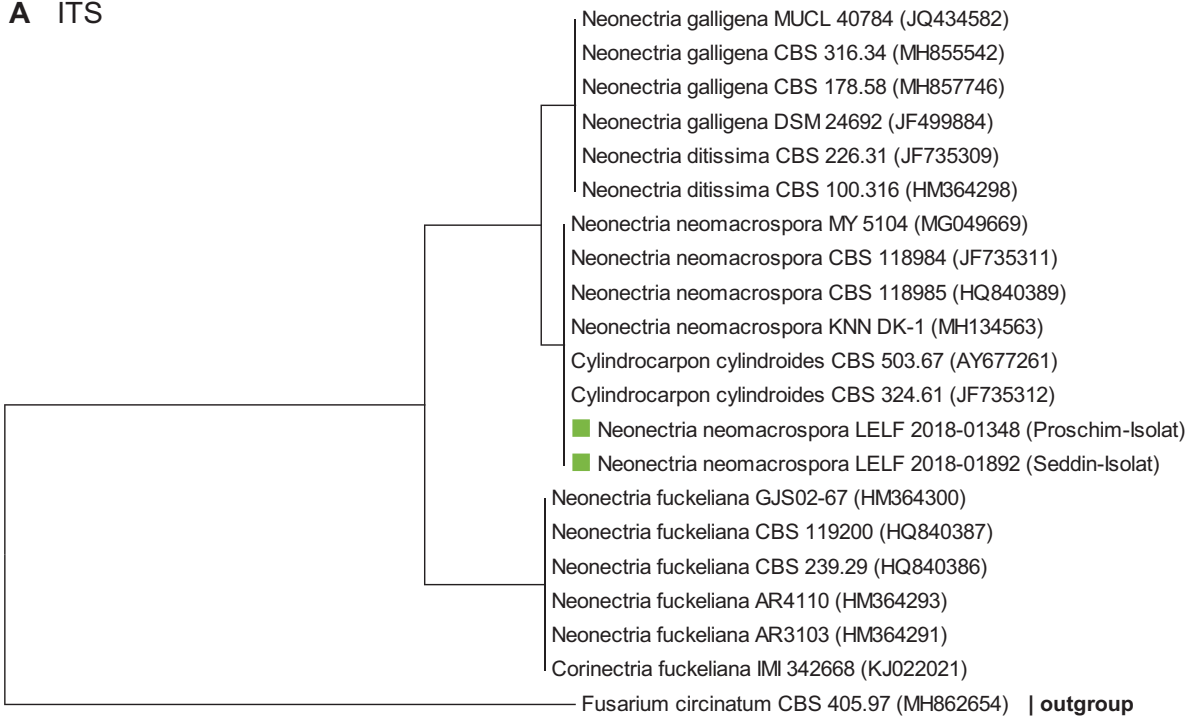 A ITS
Neonectria galligena MUCL 40784 (JQ434582)
Neonectria galligena CBS 316.34 (MH855542)
Neonectria galligena CBS 178.58 (MH857746)
Neonectria galligena DSM 24692 (JF499884)
Neonectria ditissima CBS 226.31 (JF735309)
Neonectria ditissima CBS 100.316 (HM364298)
Neonectria neomacrospora MY 5104 (MG049669)
Neonectria neomacrospora CBS 118984 (JF735311)
Neonectria neomacrospora CBS 118985 (HQ840389)
Neonectria neomacrospora KNN DK-1 (MH134563)
Cylindrocarpon cylindroides CBS 503.67 (AY677261)
Cylindrocarpon cylindroides CBS 324.61 (JF735312)
Neonectria neomacrospora LELF 2018-01348 (Proschim-Isolat)
Neonectria neomacrospora LELF 2018-01892 (Seddin-Isolat)
Neonectria fuckeliana GJS02-67 (HM364300)
Neonectria fuckeliana CBS 119200 (HQ840387)
Neonectria fuckeliana CBS 239.29 (HQ840386)
Neonectria fuckeliana AR4110 (HM364293)
Neonectria fuckeliana AR3103 (HM364291)
Corinectria fuckeliana IMI 342668 (KJ022021)
Fusarium circinatum CBS 405.97 (MH862654) | outgroup